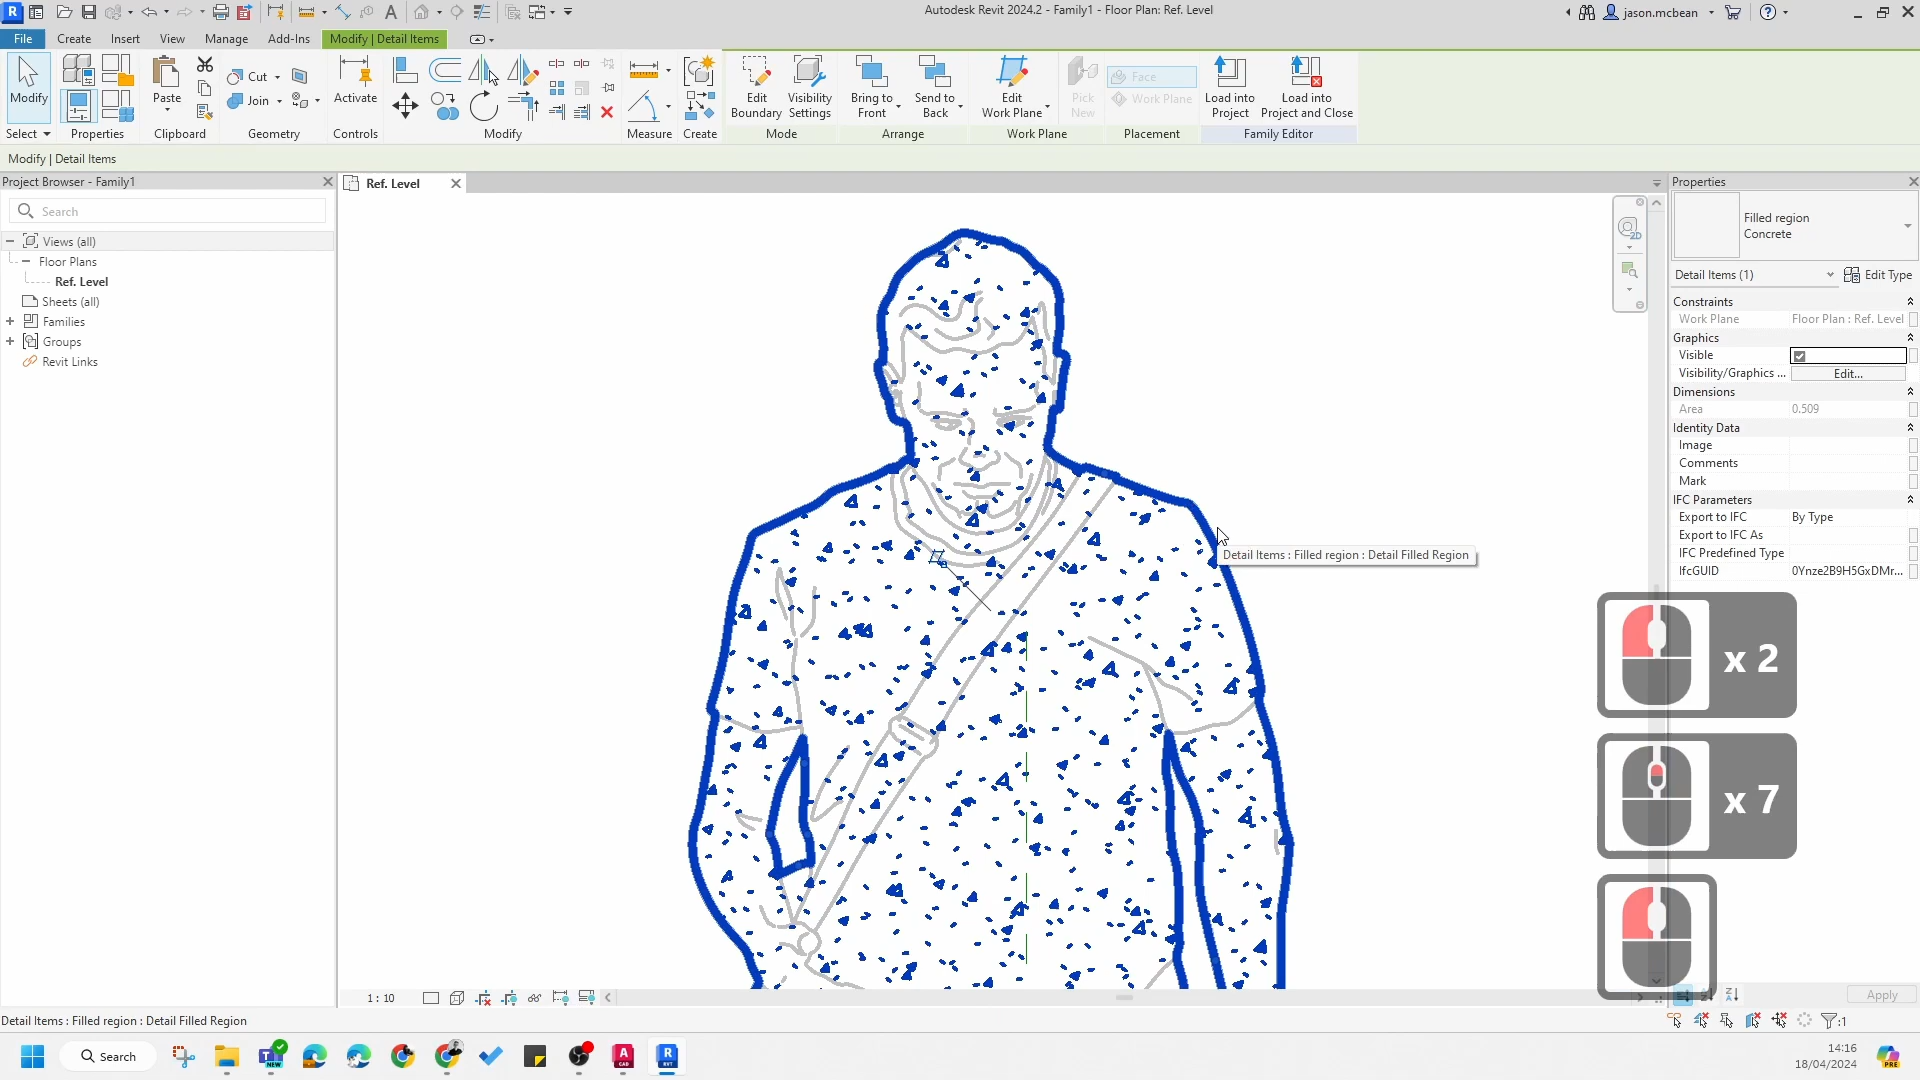 Autodesk Revit 2024.2 - Family1 - Floor Plan: Ref. Level
jason.mcbean
File
Create
Insert
View
Manage
Add-Ins
Modify | Detail Items
Modify
Select
Properties
Paste
Clipboard
Cut
Join
Geometry
Activate
Controls
Modify
Measure
Create
Edit
Boundary
Visibility
Settings
Mode
Bring to
Front
Send to
Back
Arrange
Edit
Work Plane
Work Plane
Pick
New
Face
Work Plane
Placement
Load into
Project
Load into
Project and Close
Family Editor
Modify | Detail Items
Project Browser - Family1
Search
Views (all)
Floor Plans
Ref. Level
Sheets (all)
Families
Groups
Revit Links
Ref. Level
2D
Detail Items : Filled region : Detail Filled Region
Properties
Filled region
Concrete
Detail Items (1)
Edit Type
Constraints
Work Plane
Floor Plan : Ref. Level
Graphics
Visible
Visibility/Graphics ...
Edit...
Dimensions
Area
0.509
Identity Data
Image
Comments
Mark
IFC Parameters
Export to IFC
By Type
Export to IFC As
IFC Predefined Type
IfcGUID
0Ynze2B9H5GxDMr...
x 2
x 7
Apply
1 : 10
Detail Items : Filled region : Detail Filled Region
:1
Search
NEW
A
CAD
R
RVT
14:16
18/04/2024
PRE